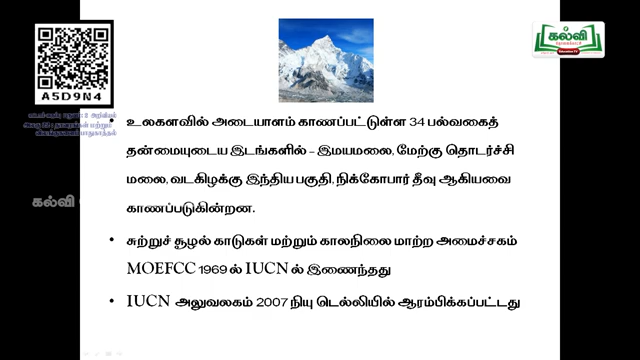 கல்வி
A5D9N4
கல்வி
உலகளவில் அடையாளம் காணப்பட்டுள்ள 34 பல்வகைத்
தன்மையுடைய இடங்களில் – இமயமலை, மேற்கு தொடர்ச்சி
மலை, வடகிழக்கு இந்திய பகுதி, நிக்கோபார் தீவு ஆகியவை
காணப்படுகின்றன.
சுற்றுச் சூழல் காடுகள் மற்றும் காலநிலை மாற்ற அமைச்சகம்
MOEFCC 1969 ல் IUCN ல் இணைந்தது
IUCN அலுவலகம் 2007 நியு டெல்லியில் ஆரம்பிக்கப்பட்டது